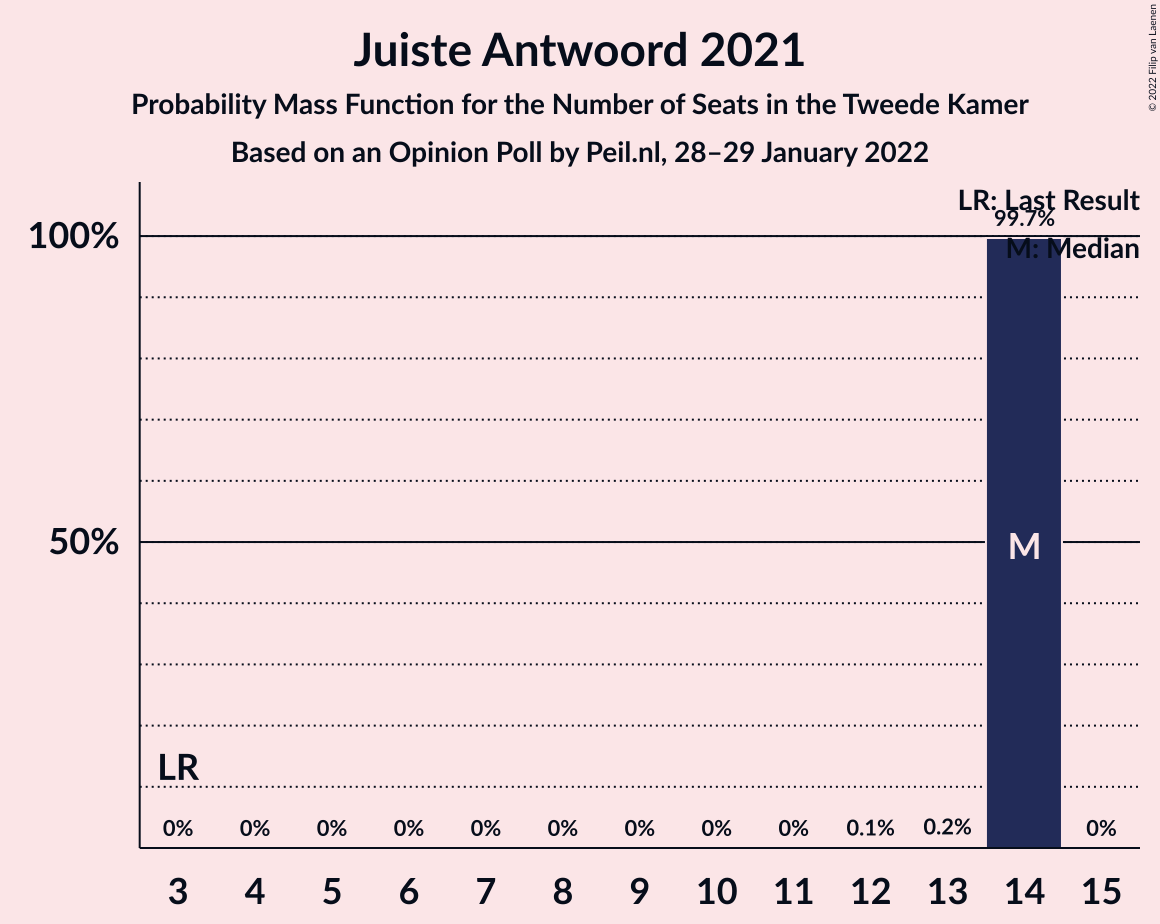 Juiste Antwoord 2021
Probability Mass Function for the Number of Seats in the Tweede Kamer
Based on an Opinion Poll by Peil.nl, 28–29 January 2022
© 2022 Filip van Laenen
LR: Last Result
99.7%
100%
M: Median
50%
M
LR
0% 0% 0% 0% 0% 0% 0% 0% 0% 0.1% 0.2% 0%
3 4 5 6 7 8 9 10 11 12 13 14 15